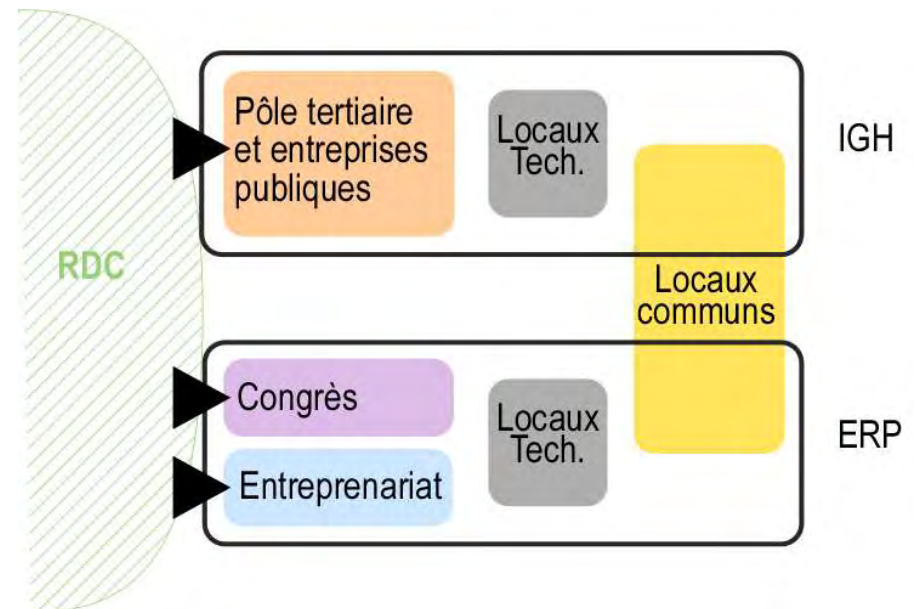 Pôle tertiaire
et entreprises
publiques
Locaux
Tech.
IGH
RDC
Locaux
communs
Congrès
Locaux
Tech.
ERP
Entreprenariat